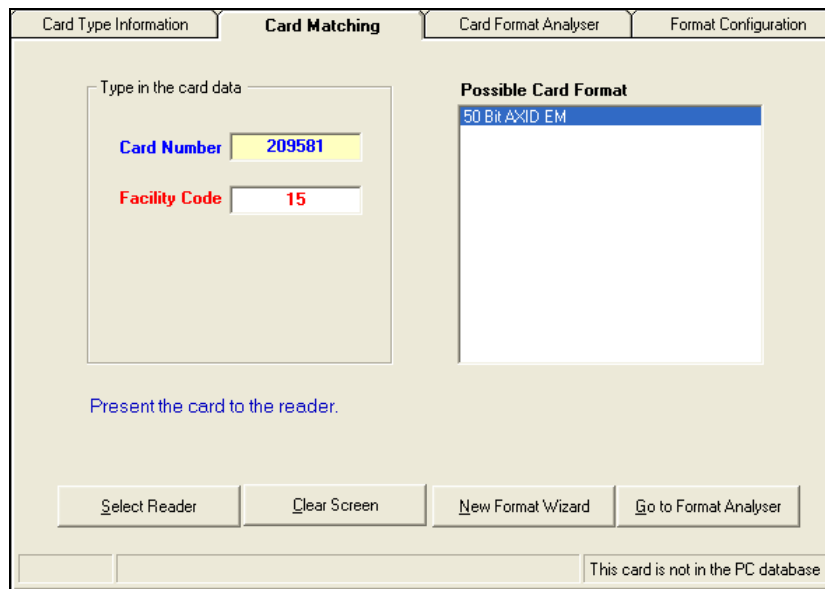 Card Type Information
Card Matching
Card Format Analyser
Format Configuration
Type in the card data
Card Number
209581
Facility Code
15
Possible Card Format
50 Bit AXID EM
Present the card to the reader.
Select Reader
Clear Screen
New Format Wizard
Go to Format Analyser
This card is not in the PC database